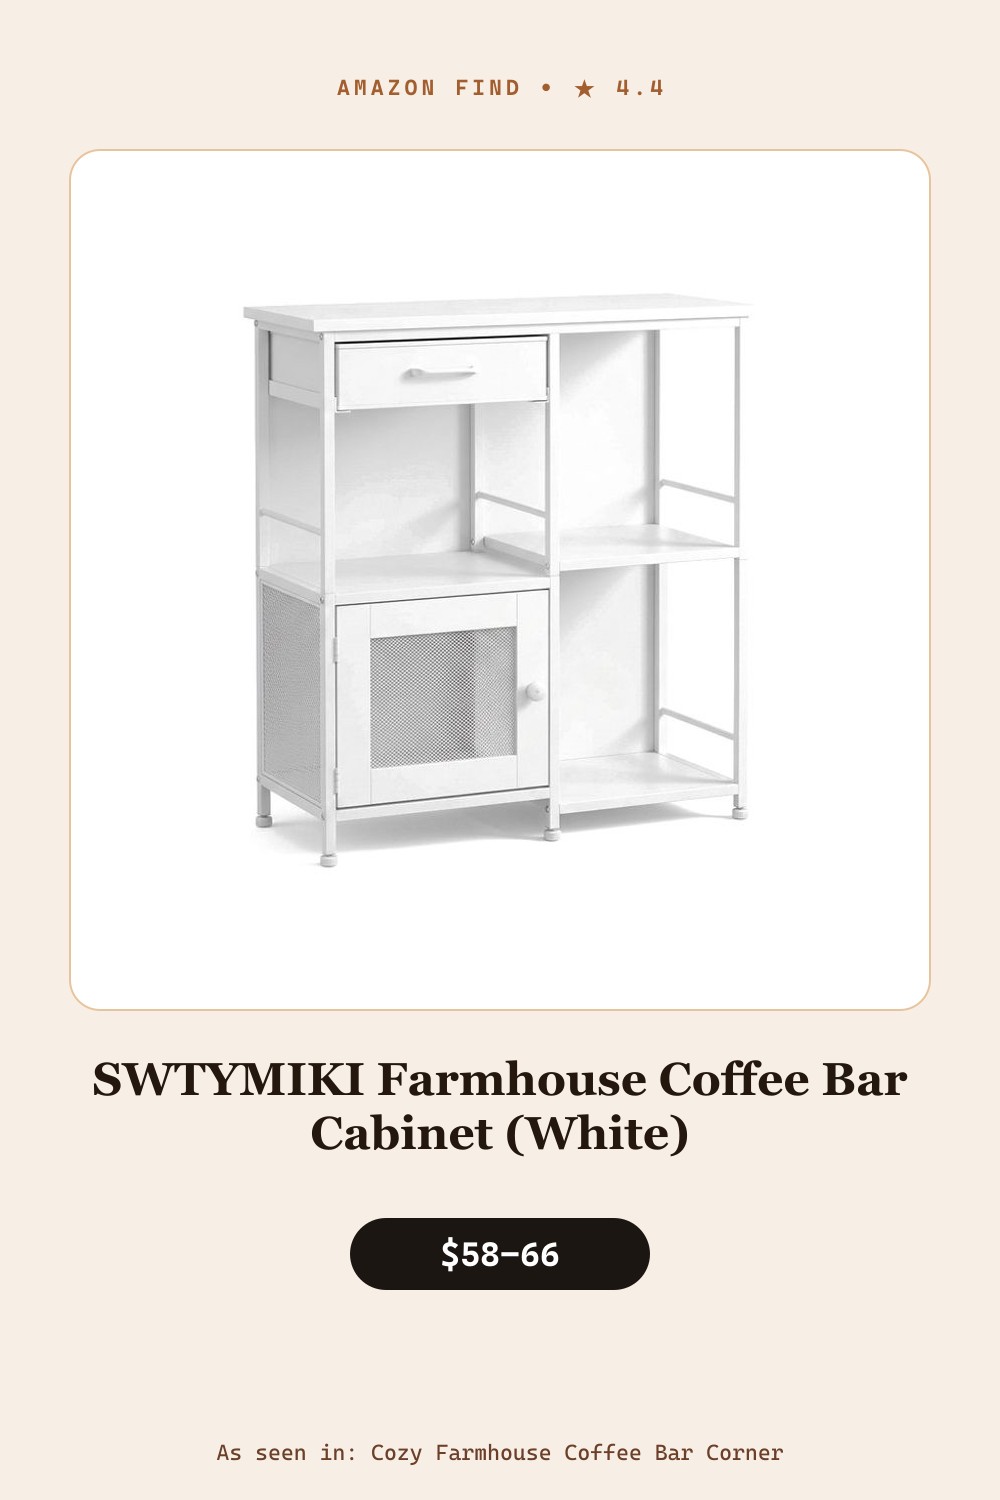 AMAZON FIND • ★ 4.4
SWTYMIKI Farmhouse Coffee Bar
Cabinet (White)
$58–66
As seen in: Cozy Farmhouse Coffee Bar Corner